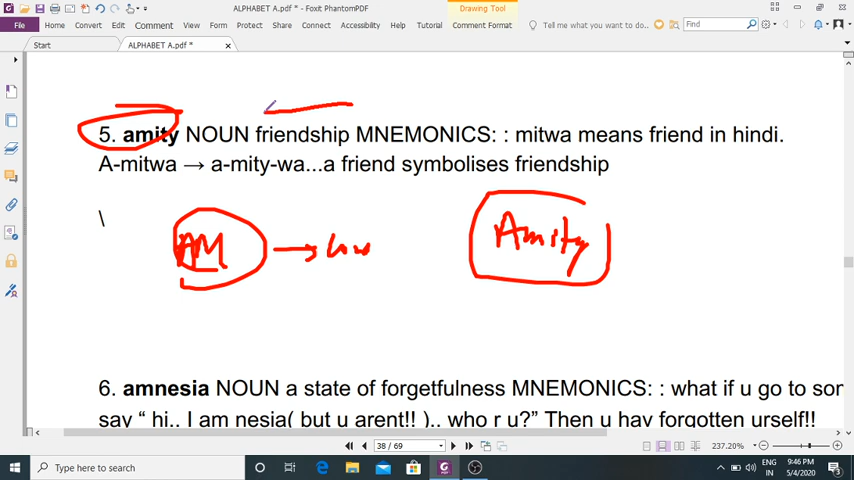 ALPHABET A.pdf * - Foxit PhantomPDF
Drawing Tool
File Home Convert Edit Organize Comment View Form Protect Share Connect Accessibility Help Tutorial Comment Format Tell me what you want to do... Find
Start ALPHABET A.pdf *
5. amity NOUN friendship MNEMONICS: : mitwa means friend in hindi.
A-mitwa → a-mity-wa...a friend symbolises friendship
\
AM → love Amity
6. amnesia NOUN a state of forgetfulness MNEMONICS: : what if u go to son
say “ hi.. I am nesia( but u arent!! ).. who r u?” Then u hav forgotten urself!!
38 / 69 237.20%
Type here to search ENG 9:46 PM
IN 5/4/2020 3